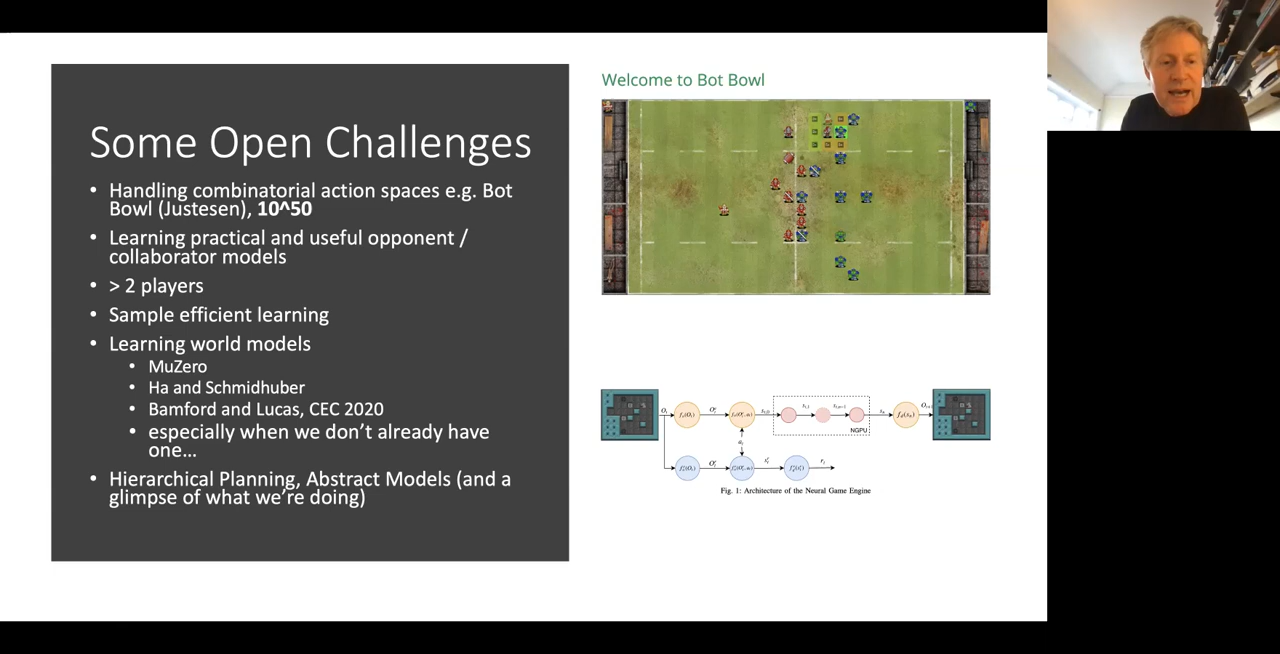 Some Open Challenges
• Handling combinatorial action spaces e.g. Bot
Bowl (Justesen), 10^50
• Learning practical and useful opponent /
collaborator models
• > 2 players
• Sample efficient learning
• Learning world models
• MuZero
• Ha and Schmidhuber
• Bamford and Lucas, CEC 2020
• especially when we don't already have
one...
• Hierarchical Planning, Abstract Models (and a
glimpse of what we're doing)
Welcome to Bot Bowl
NGPU
Fig. 1: Architecture of the Neural Game Engine